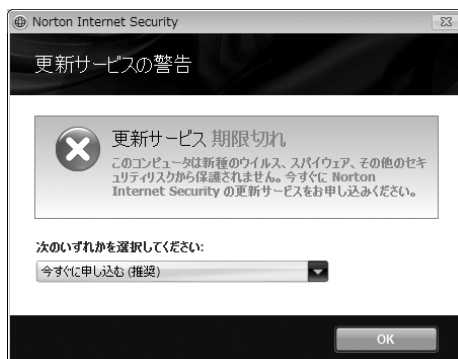 Norton Internet Security
更新サービスの警告
更新サービス 期限切れ
このコンピュータは新種のウイルス、スパイウェア、その他のセキ
ュリティリスクから保護されません。今すぐに Norton
Internet Security の更新サービスをお申し込みください。
次のいずれかを選択してください:
今すぐに申し込む (推奨)
OK